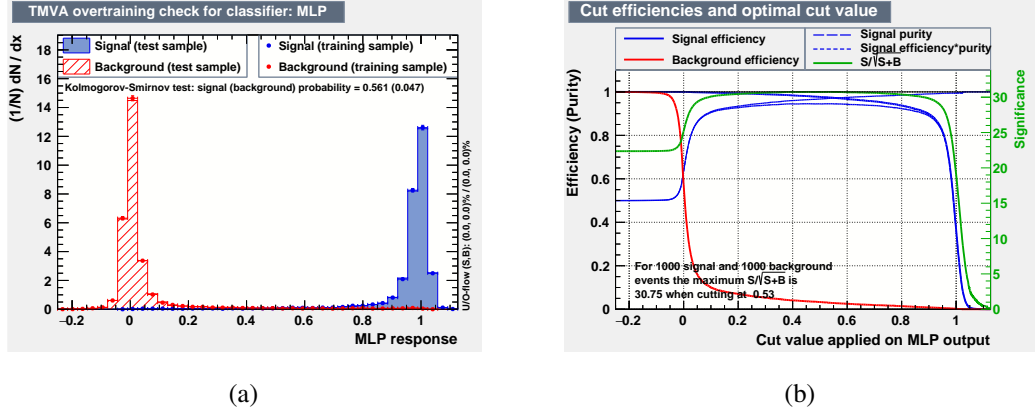 TMVA overtraining check for classifier: MLP
(1/N) dN / dx
Signal (test sample)
Background (test sample)
Signal (training sample)
Background (training sample)
Kolmogorov-Smirnov test: signal (background) probability = 0.561 (0.047)
18
16
14
12
10
8
6
4
2
0
−0.2 0 0.2 0.4 0.6 0.8 1
MLP response
U/O-flow (S,B): (0.0, 0.0)% / (0.0, 0.0)%
(a)
Cut efficiencies and optimal cut value
Signal efficiency
Background efficiency
Signal purity
Signal efficiency*purity
S/√S+B
Efficiency (Purity)
1
0.8
0.6
0.4
0.2
0
For 1000 signal and 1000 background
events the maximum S/√S+B is
30.75 when cutting at 0.53
−0.2 0 0.2 0.4 0.6 0.8 1
Cut value applied on MLP output
30
25
20
15
10
5
0
Significance
(b)